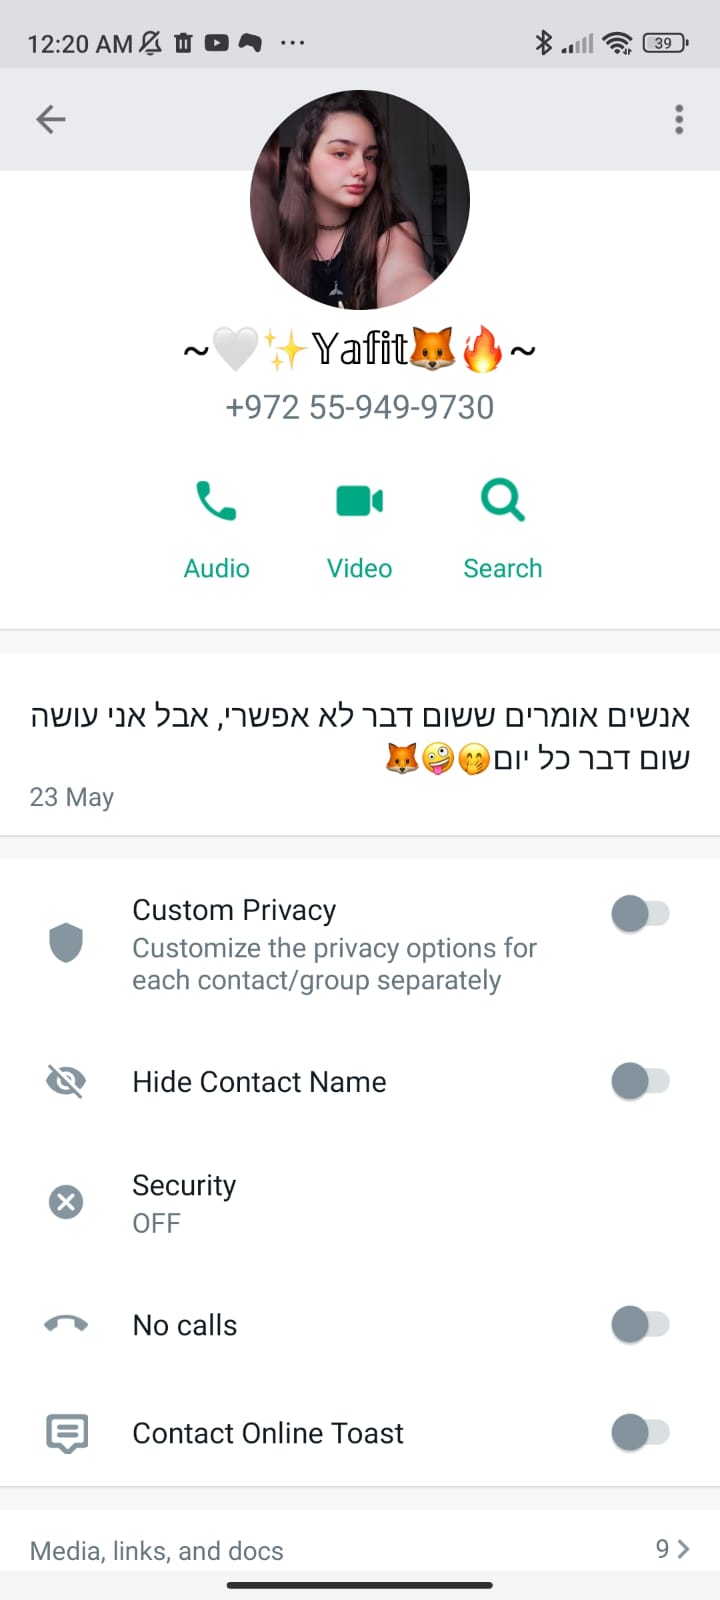 12:20 AM
39
~🤍✨𝕐𝕒𝕗𝕚𝕥🦊🔥~
+972 55-949-9730
Audio Video Search
אנשים אומרים ששום דבר לא אפשרי, אבל אני עושה
שום דבר כל יום🤭🤪🦊
23 May
Custom Privacy
Customize the privacy options for
each contact/group separately
Hide Contact Name
Security
OFF
No calls
Contact Online Toast
Media, links, and docs 9